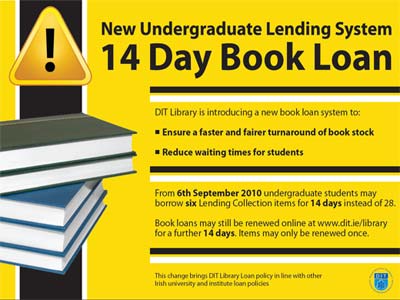 New Undergraduate Lending System
14 Day Book Loan
DIT Library is introducing a new book loan system to:
■ Ensure a faster and fairer turnaround of book stock
■ Reduce waiting times for students
From 6th September 2010 undergraduate students may
borrow six Lending Collection items for 14 days instead of 28.
Book loans may still be renewed online at www.dit.ie/library
for a further 14 days. Items may only be renewed once.
This change brings DIT Library Loan policy in line with other
Irish university and institute loan policies
DIT